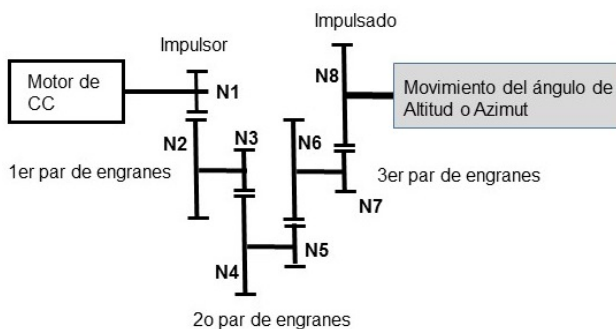 Impulsor
Impulsado
Motor de
CC
N1
N2
N3
1er par de engranes
N4
N5
2o par de engranes
N6
N7
3er par de engranes
N8
Movimiento del ángulo de
Altitud o Azimut